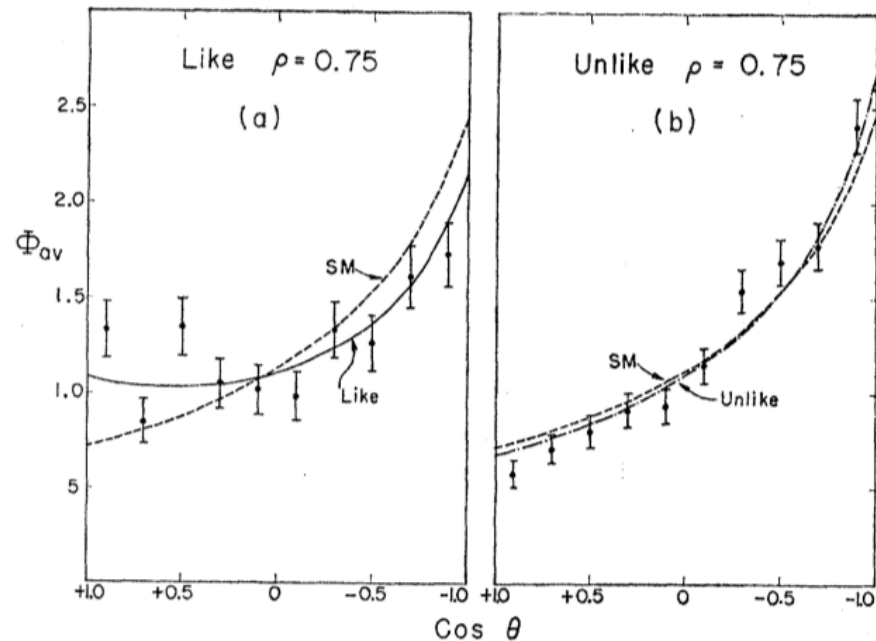 Like ρ = 0.75
(a)
2.5
2.0
Φav
1.5
1.0
5
0
SM
Like
+1.0
+0.5
0
-0.5
-1.0
Unlike ρ = 0.75
(b)
SM
Unlike
+1.0
+0.5
0
-0.5
-1.0
Cos θ